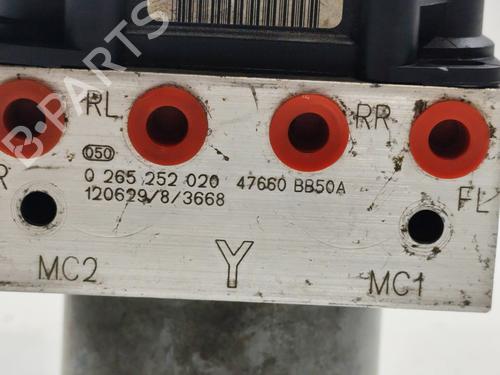 B-PARTS
RL
RR
R
FL
050
0 265 252 020 47660 BB50A
120629/8/3668
MC2
Y
MC1